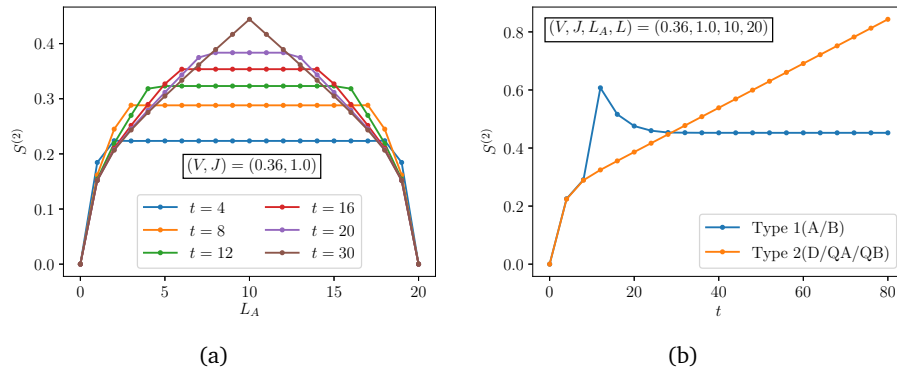 0.4
0.3
0.2
0.1
0.0
S^{(2)}
(V, J) = (0.36, 1.0)
t = 4
t = 8
t = 12
t = 16
t = 20
t = 30
0
5
10
15
20
L_A
(a)
0.8
0.6
0.4
0.2
0.0
S^{(2)}
(V, J, L_A, L) = (0.36, 1.0, 10, 20)
Type 1(A/B)
Type 2(D/QA/QB)
0
20
40
60
80
t
(b)